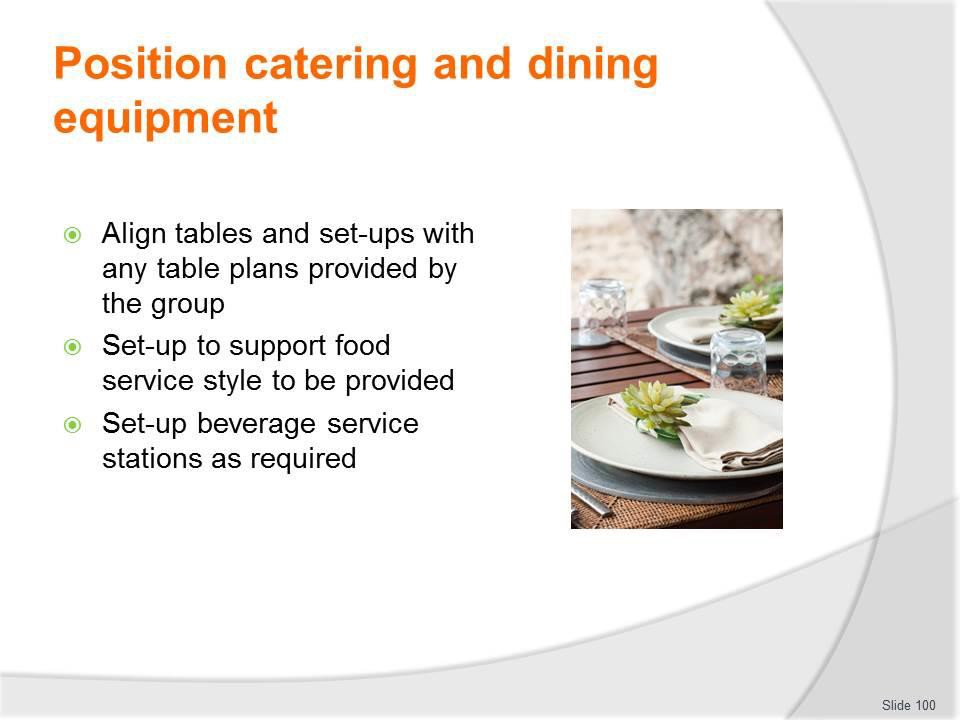 Position catering and dining
equipment
Align tables and set-ups with
any table plans provided by
the group
Set-up to support food
service style to be provided
Set-up beverage service
stations as required
Slide 100